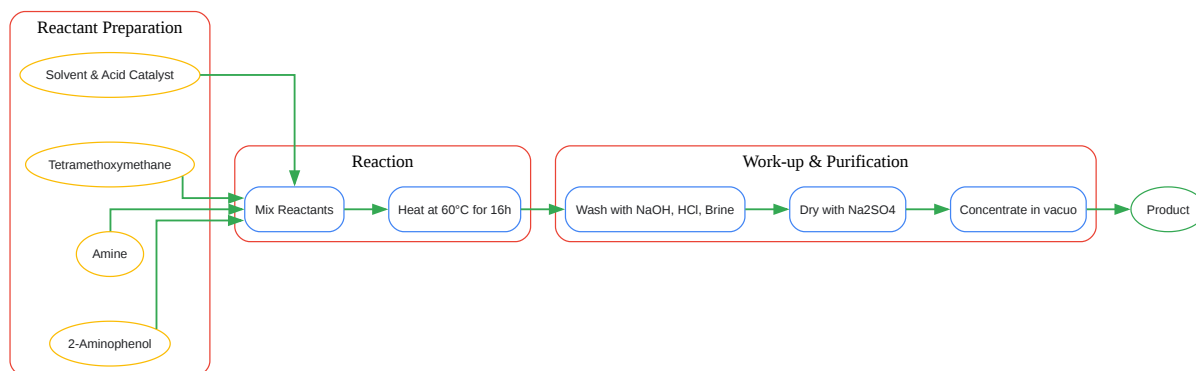 Reactant Preparation
Solvent & Acid Catalyst
Tetramethoxymethane
Amine
2-Aminophenol
Reaction
Mix Reactants
Heat at 60°C for 16h
Work-up & Purification
Wash with NaOH, HCl, Brine
Dry with Na2SO4
Concentrate in vacuo
Product